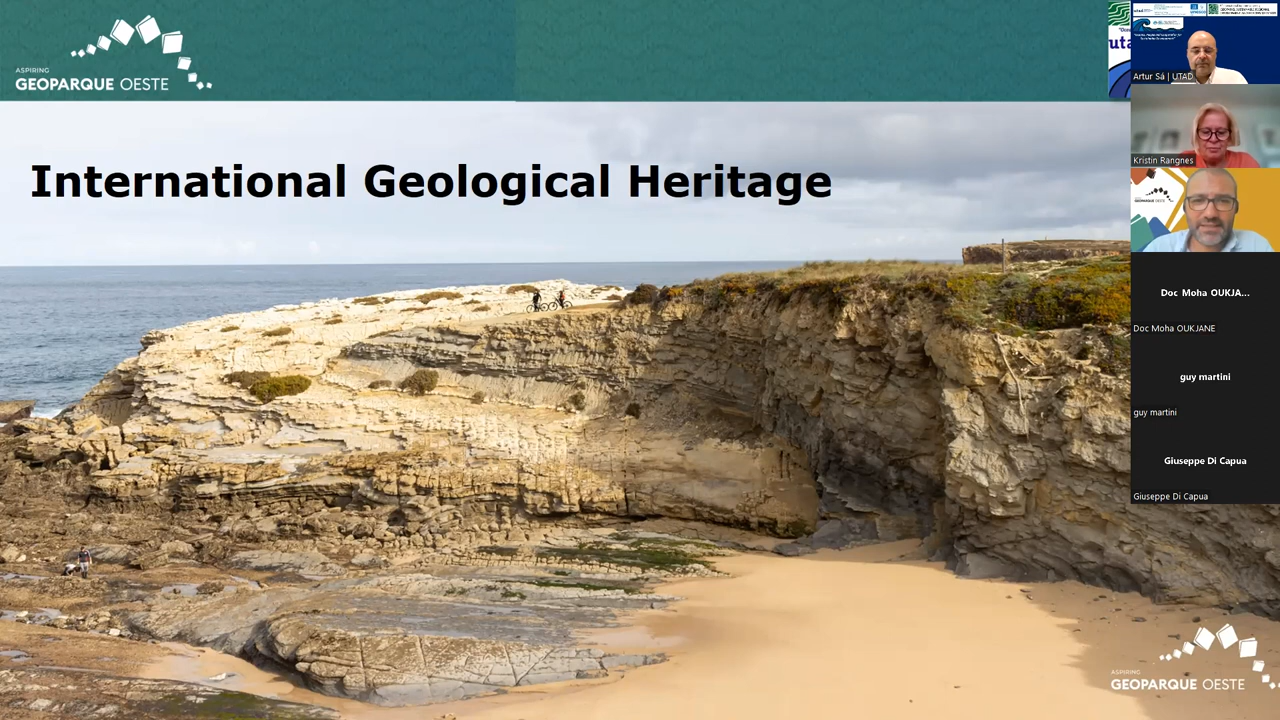 ASPIRING
GEOPARQUE OESTE
International Geological Heritage
Artur Sá | UTAD
Kristin Rangnes
Doc Moha OUKJA...
Doc Moha OUKJANE
guy martini
guy martini
Giuseppe Di Capua
Giuseppe Di Capua
ASPIRING
GEOPARQUE OESTE